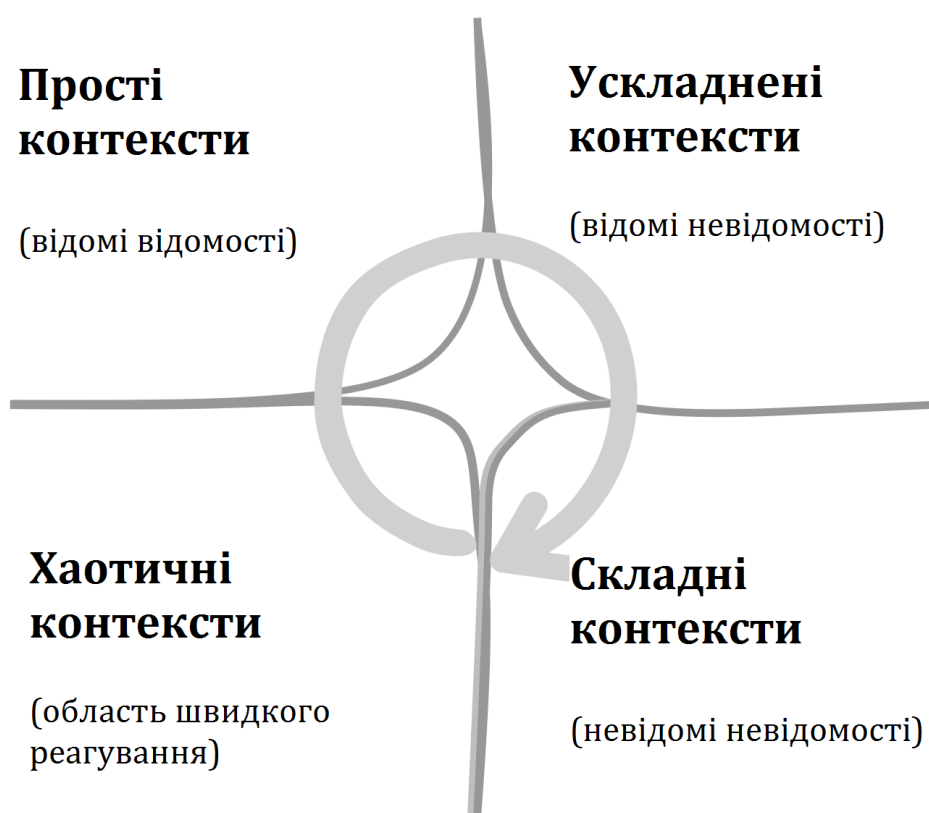 Прості
контексти
(відомі відомості)
Ускладнені
контексти
(відомі невідомості)
Хаотичні
контексти
(область швидкого
реагування)
Складні
контексти
(невідомі невідомості)